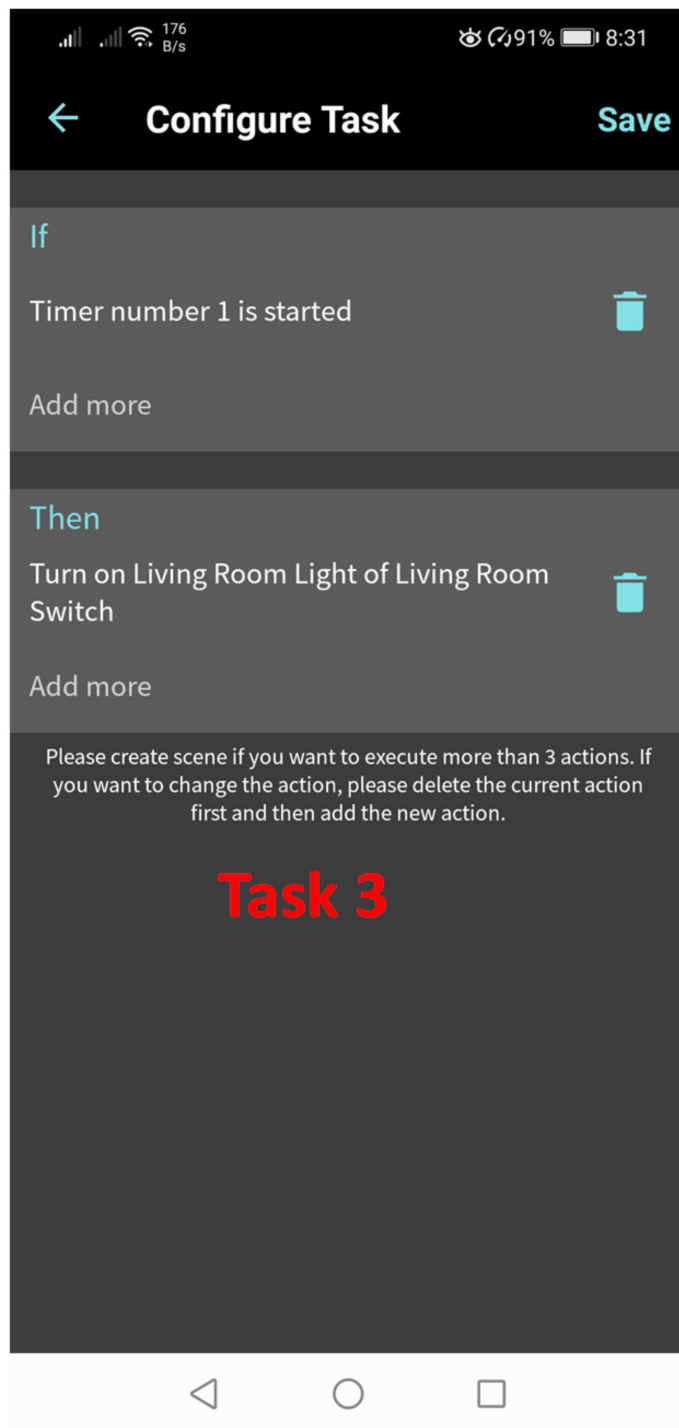 176
B/s
91%
8:31
Configure Task
Save
If
Timer number 1 is started
Add more
Then
Turn on Living Room Light of Living Room
Switch
Add more
Please create scene if you want to execute more than 3 actions. If
you want to change the action, please delete the current action
first and then add the new action.
Task 3